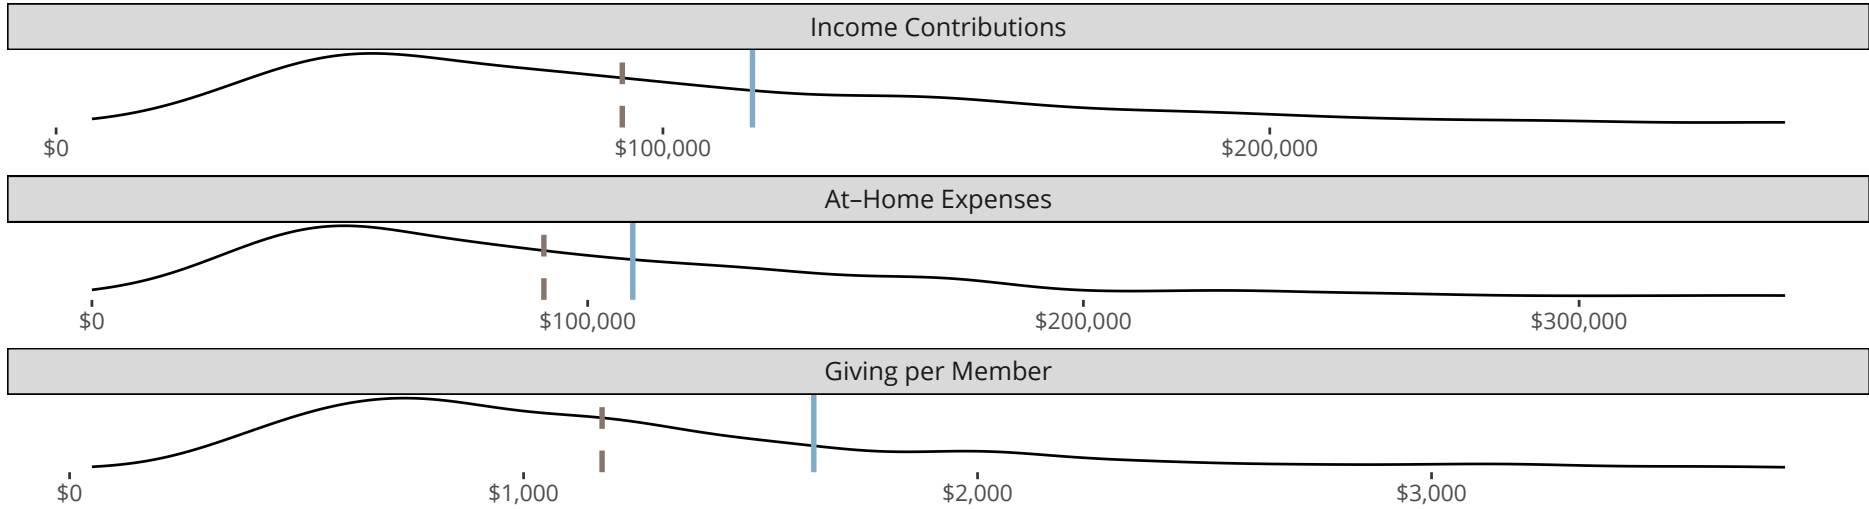 Income Contributions
$0 $100,000 $200,000
At–Home Expenses
$0 $100,000 $200,000 $300,000
Giving per Member
$0 $1,000 $2,000 $3,000